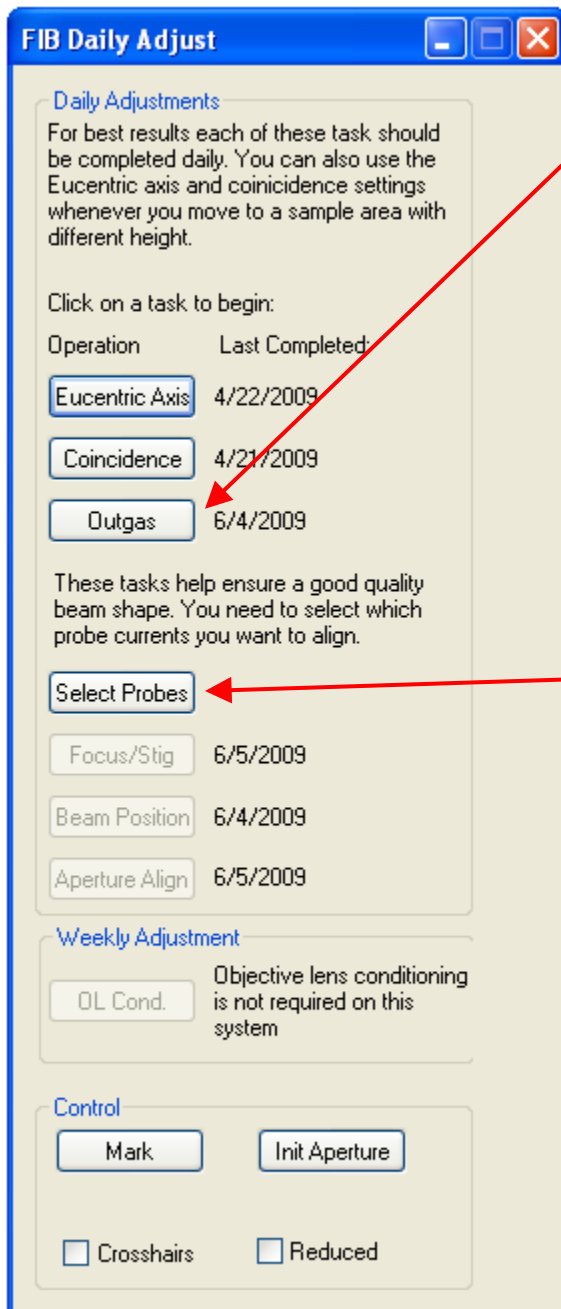 FIB Daily Adjust
Daily Adjustments
For best results each of these task should
be completed daily. You can also use the
Eucentric axis and coinicidence settings
whenever you move to a sample area with
different height.
Click on a task to begin:
Operation Last Completed:
Eucentric Axis 4/22/2009
Coincidence 4/21/2009
Outgas 6/4/2009
These tasks help ensure a good quality
beam shape. You need to select which
probe currents you want to align.
Select Probes
Focus/Stig 6/5/2009
Beam Position 6/4/2009
Aperture Align 6/5/2009
Weekly Adjustment
Objective lens conditioning
OL Cond. is not required on this
system
Control
Mark Init Aperture
Crosshairs Reduced